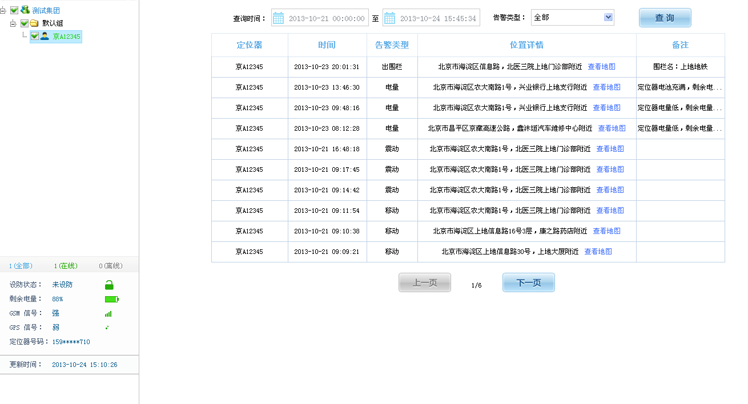 测试集团
默认组
京A12345
查询时间： 2013-10-21 00:00:00 至 2013-10-24 15:45:34 告警类型： 全部 查 询
定位器 时间 告警类型 位置详情 备注
京A12345 2013-10-23 20:01:31 出围栏 北京市海淀区信息路，北医三院上地门诊部附近 查看地图 围栏名：上地地铁
京A12345 2013-10-23 13:46:30 电量 北京市海淀区农大南路1号，兴业银行上地支行附近 查看地图 定位器电池充满，剩余电...
京A12345 2013-10-23 09:48:16 电量 北京市海淀区农大南路1号，兴业银行上地支行附近 查看地图 定位器电量低，剩余电量...
京A12345 2013-10-23 08:12:28 电量 北京市昌平区京藏高速公路，鑫沐垣汽车维修中心附近 查看地图 定位器电量低，剩余电量...
京A12345 2013-10-21 16:48:18 震动 北京市海淀区农大南路1号，北医三院上地门诊部附近 查看地图
京A12345 2013-10-21 09:17:45 震动 北京市海淀区农大南路1号，北医三院上地门诊部附近 查看地图
京A12345 2013-10-21 09:14:42 震动 北京市海淀区农大南路1号，北医三院上地门诊部附近 查看地图
京A12345 2013-10-21 09:11:54 移动 北京市海淀区农大南路1号，北医三院上地门诊部附近 查看地图
京A12345 2013-10-21 09:10:38 移动 北京市海淀区上地信息路16号3层，康之路药店附近 查看地图
京A12345 2013-10-21 09:09:21 移动 北京市海淀区上地信息路30号，上地大厦附近 查看地图
上一页 1/6 下一页
1(全部) 1(在线) 0(离线)
设防状态： 未设防
剩余电量： 88%
GSM 信号： 强
GPS 信号： 弱
定位器号码：159*****710
更新时间： 2013-10-24 15:10:26